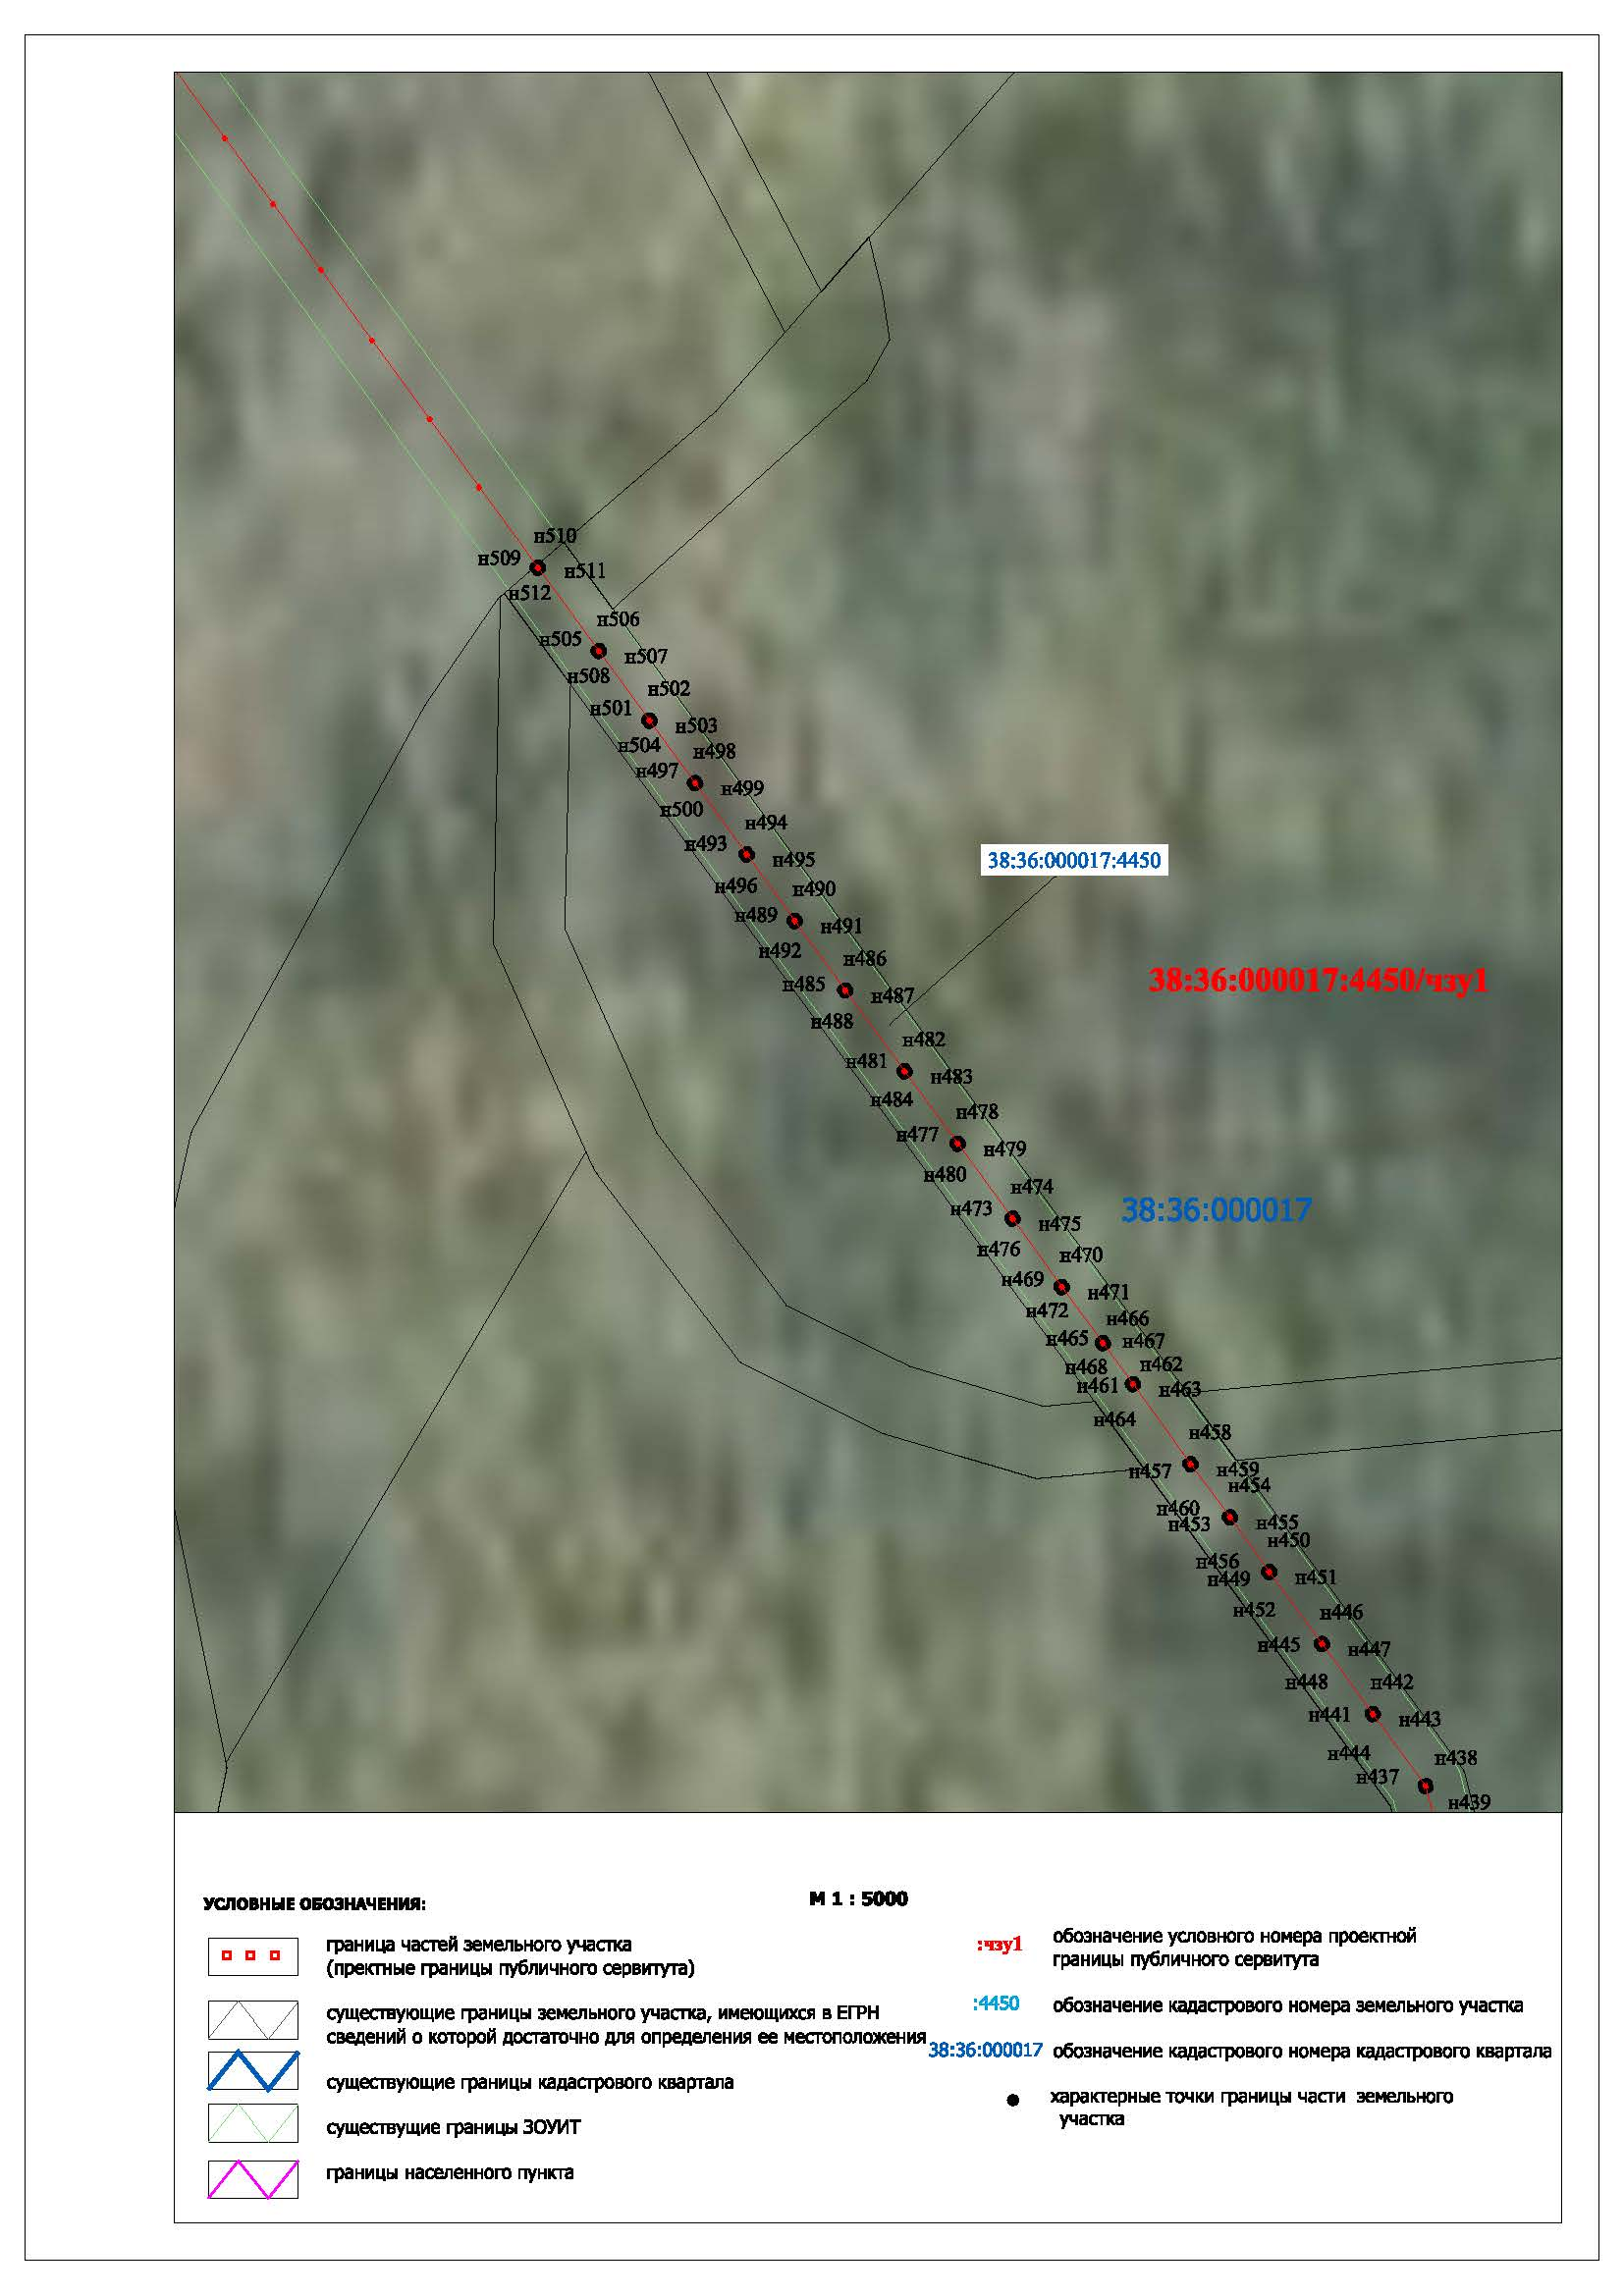 н510
н509
н511
н512
н506
н505
н507
н508
н502
н501
н503
н504
н498
н497
н499
н500
н494
н493
н495
38:36:000017:4450
н496
н490
н489
н491
н492
н486
38:36:000017:4450/чзу1
н485
н487
н488
н482
н481
н483
н484
н478
н477
н479
н480
н474
н473
38:36:000017
н475
н476
н470
н469
н471
н472
н466
н465
н467
н468
н462
н461
н463
н464
н458
н457
н459
н454
н460
н453
н455
н450
н456
н449
н451
н452
н446
н445
н447
н448
н442
н441
н443
н444
н438
н437
н439
УСЛОВНЫЕ ОБОЗНАЧЕНИЯ:
М 1 : 5000
граница частей земельного участка
(пректные границы публичного сервитута)
существующие границы земельного участка, имеющихся в ЕГРН
сведений о которой достаточно для определения ее местоположения
существующие границы кадастрового квартала
существущие границы ЗОУИТ
границы населенного пункта
:чзу1 обозначение условного номера проектной
границы публичного сервитута
:4450 обозначение кадастрового номера земельного участка
38:36:000017 обозначение кадастрового номера кадастрового квартала
характерные точки границы части земельного
участка